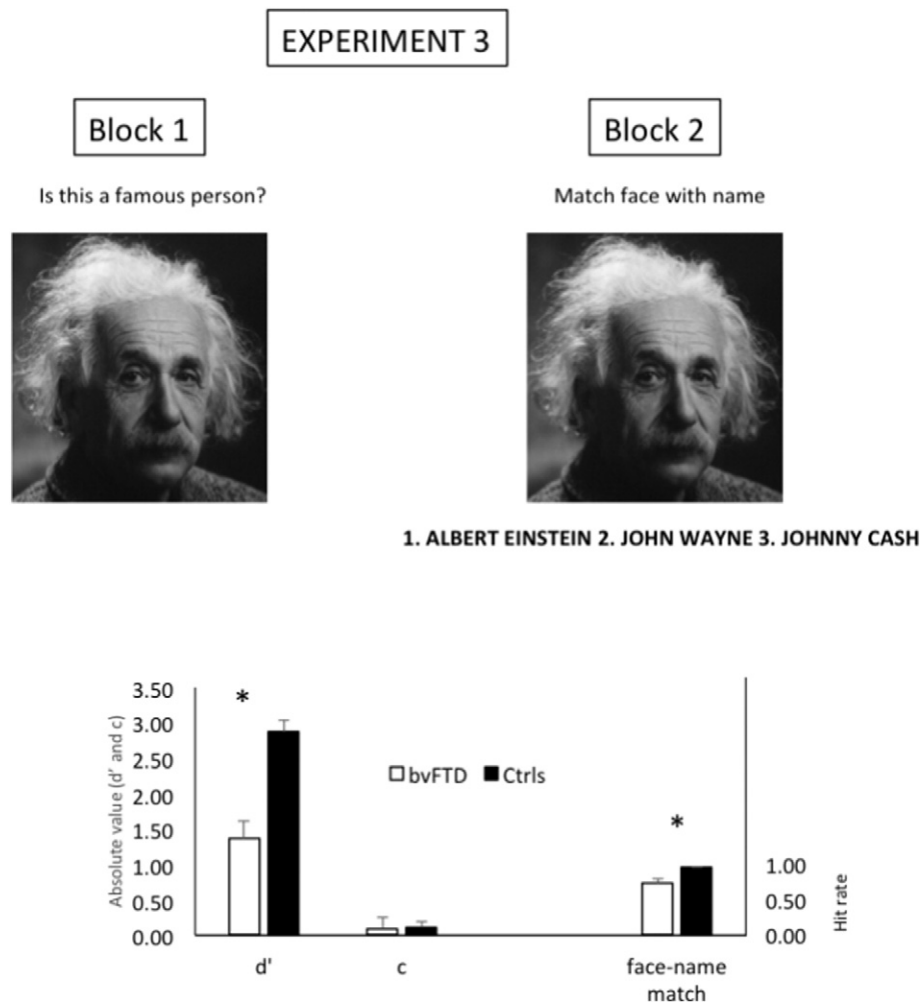 EXPERIMENT 3
Block 1
Block 2
Is this a famous person?
Match face with name
1. ALBERT EINSTEIN 2. JOHN WAYNE 3. JOHNNY CASH
Absolute value (d' and c)
3.50
3.00
2.50
2.00
1.50
1.00
0.50
0.00
*
bvFTD Ctrls
*
1.00
0.50
0.00
Hit rate
d'
c
face-name
match